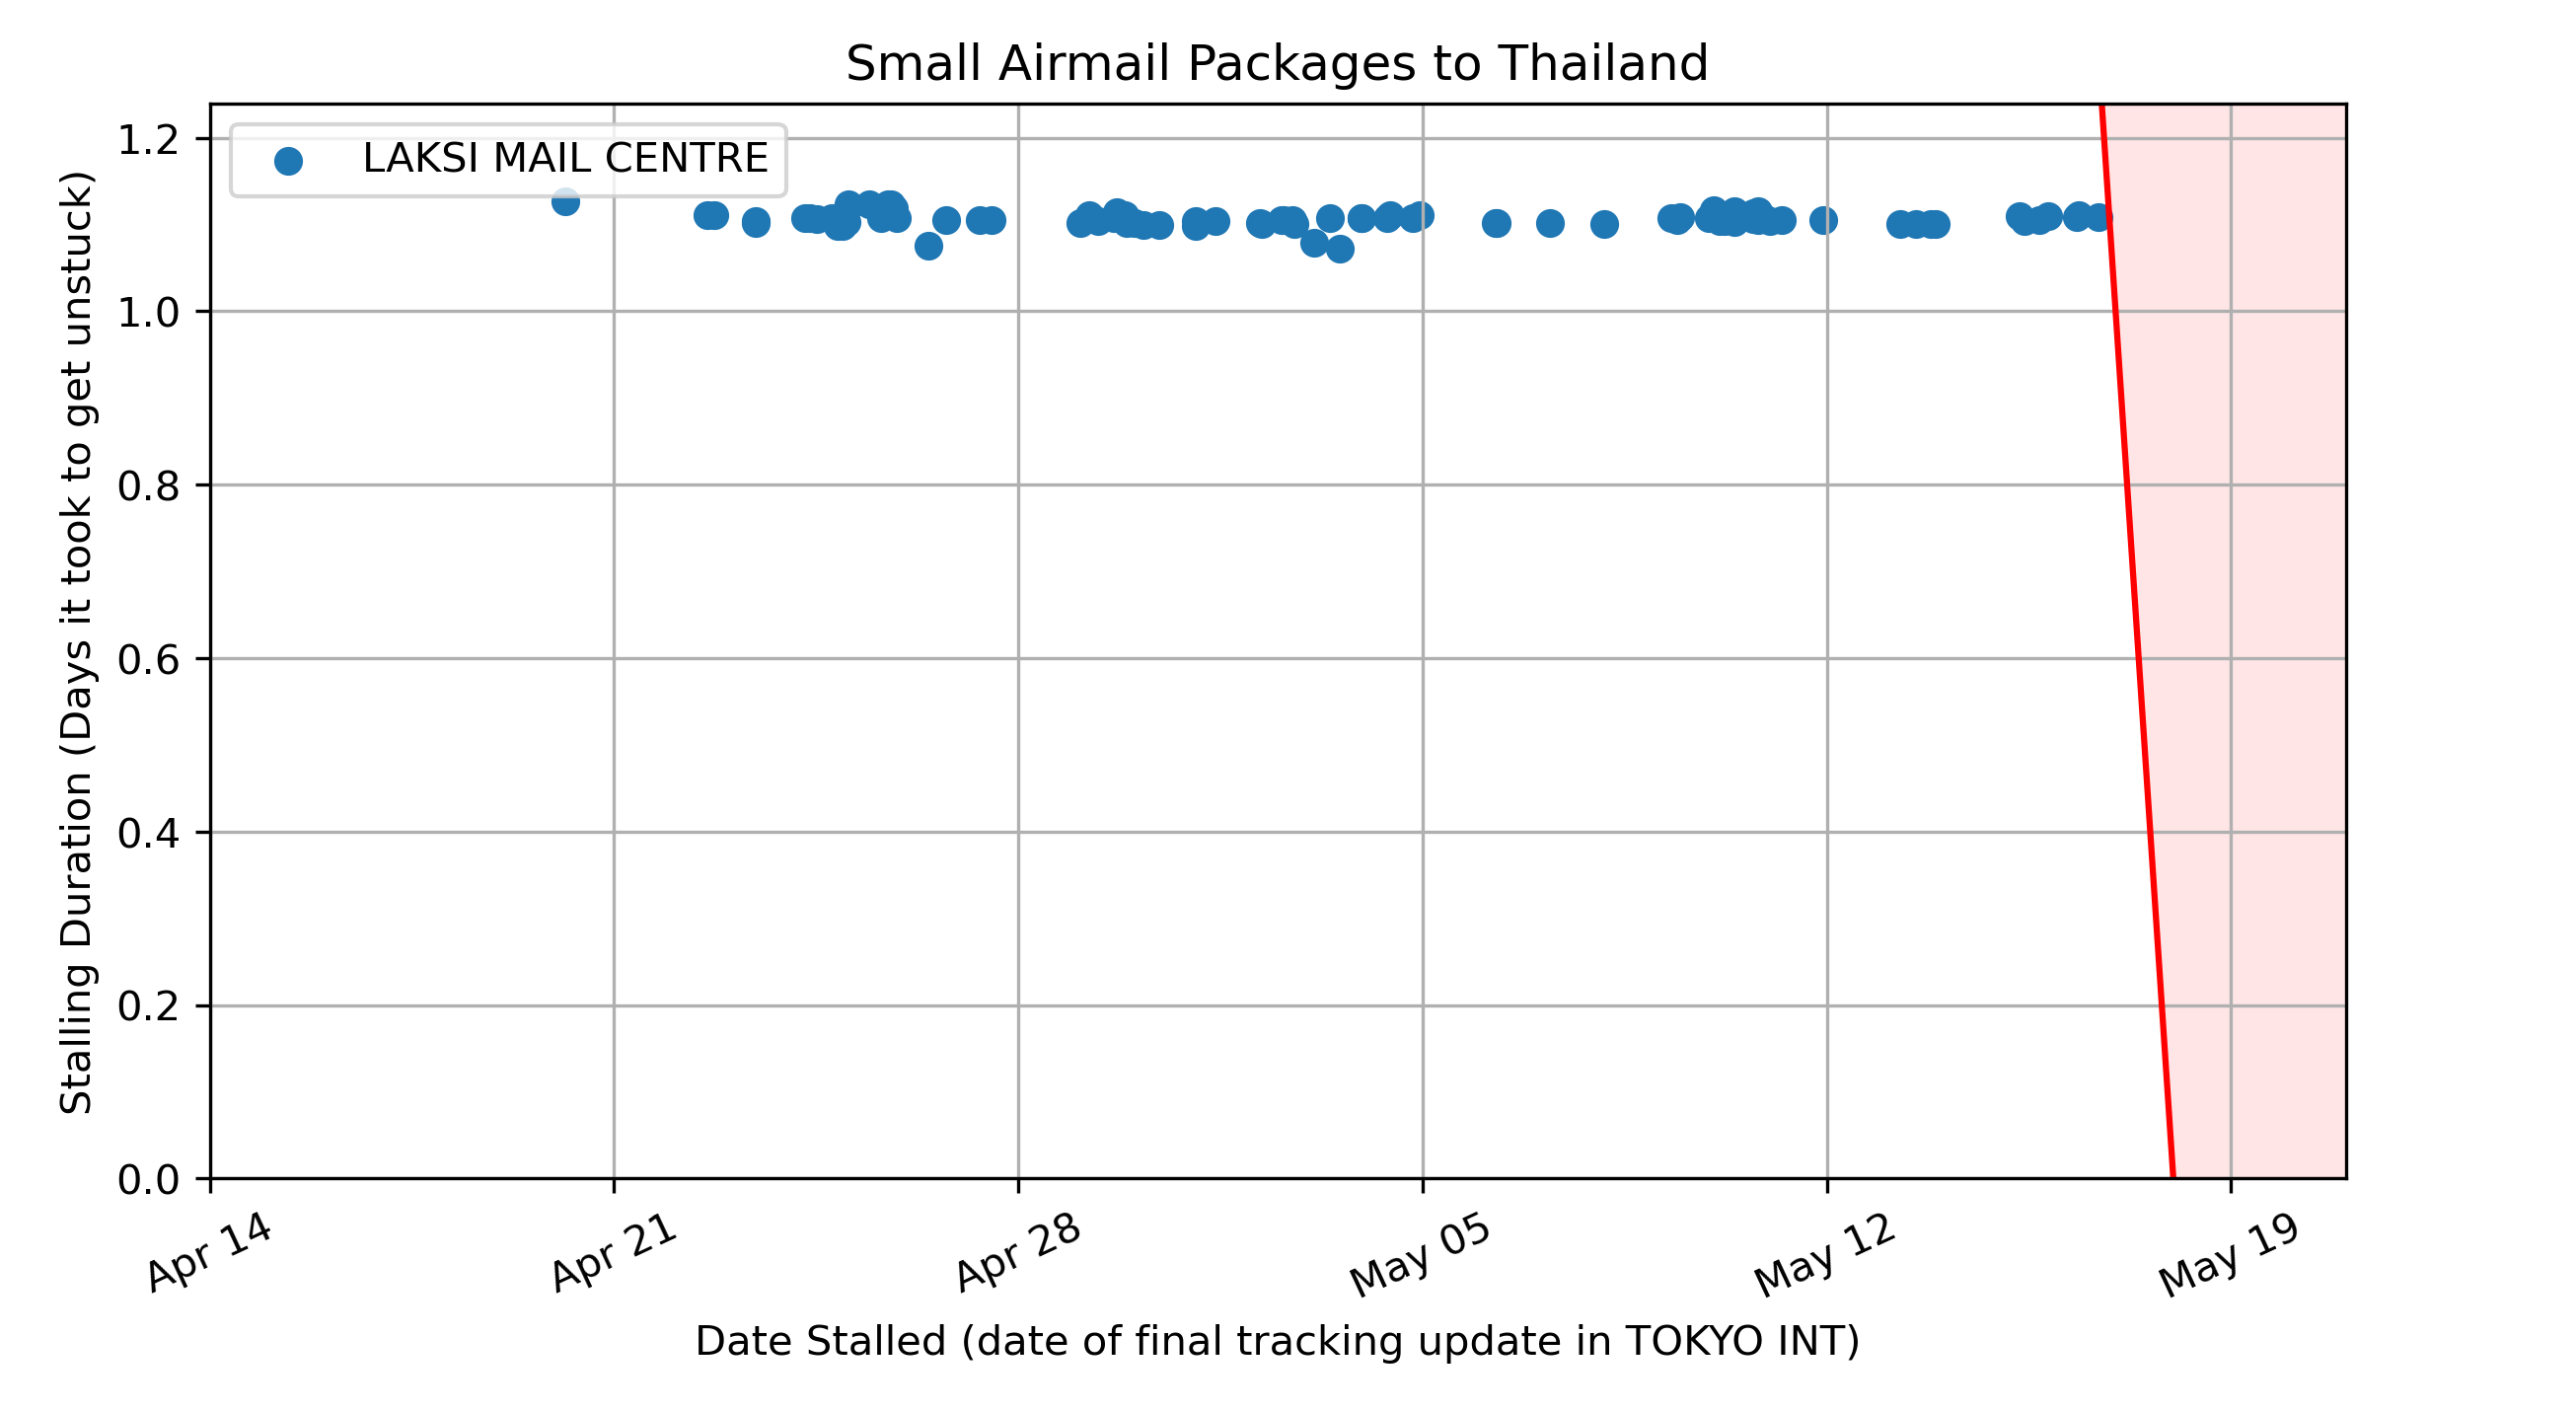 Small Airmail Packages to Thailand
LAKSI MAIL CENTRE
Stalling Duration (Days it took to get unstuck)
1.2
1.0
0.8
0.6
0.4
0.2
0.0
Apr 14
Apr 21
Apr 28
May 05
May 12
May 19
Date Stalled (date of final tracking update in TOKYO INT)